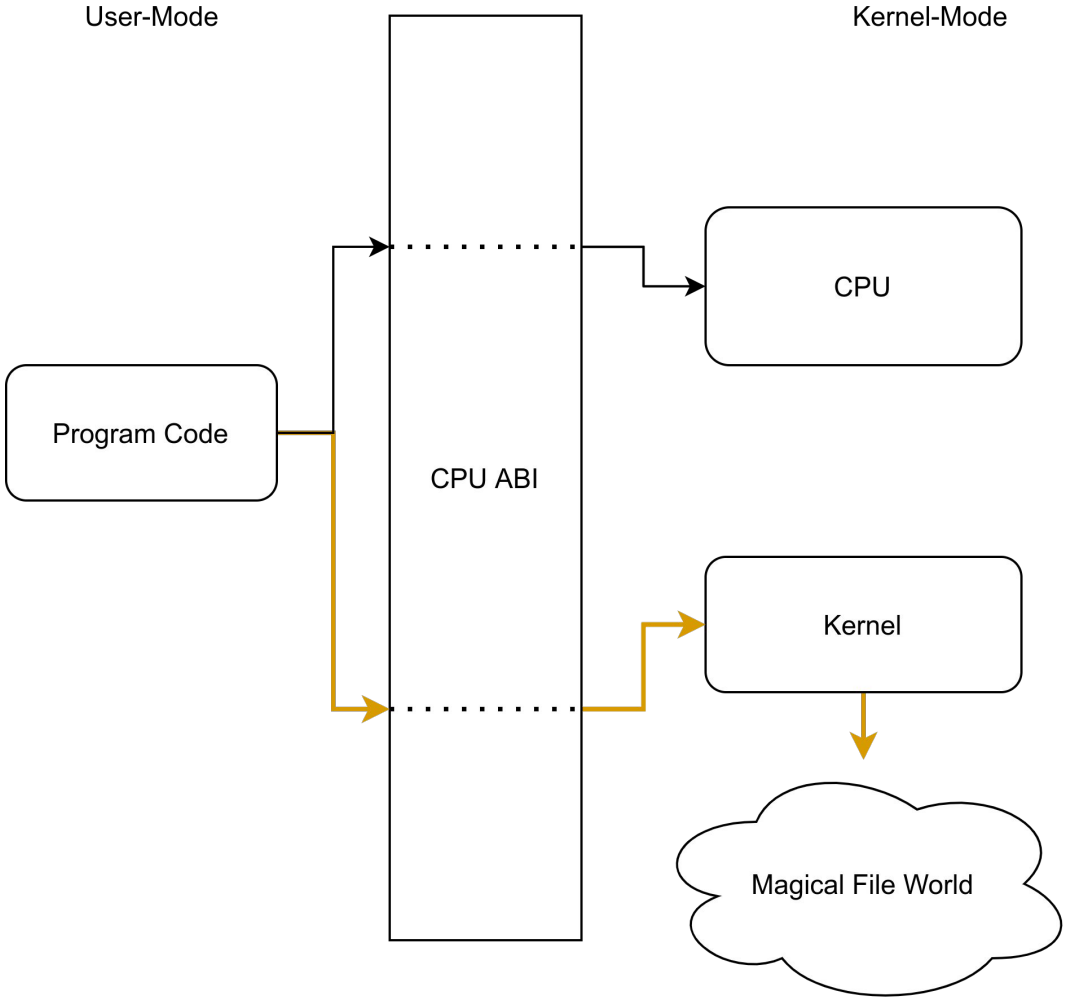 User-Mode
Kernel-Mode
CPU
Program Code
CPU ABI
Kernel
Magical File World